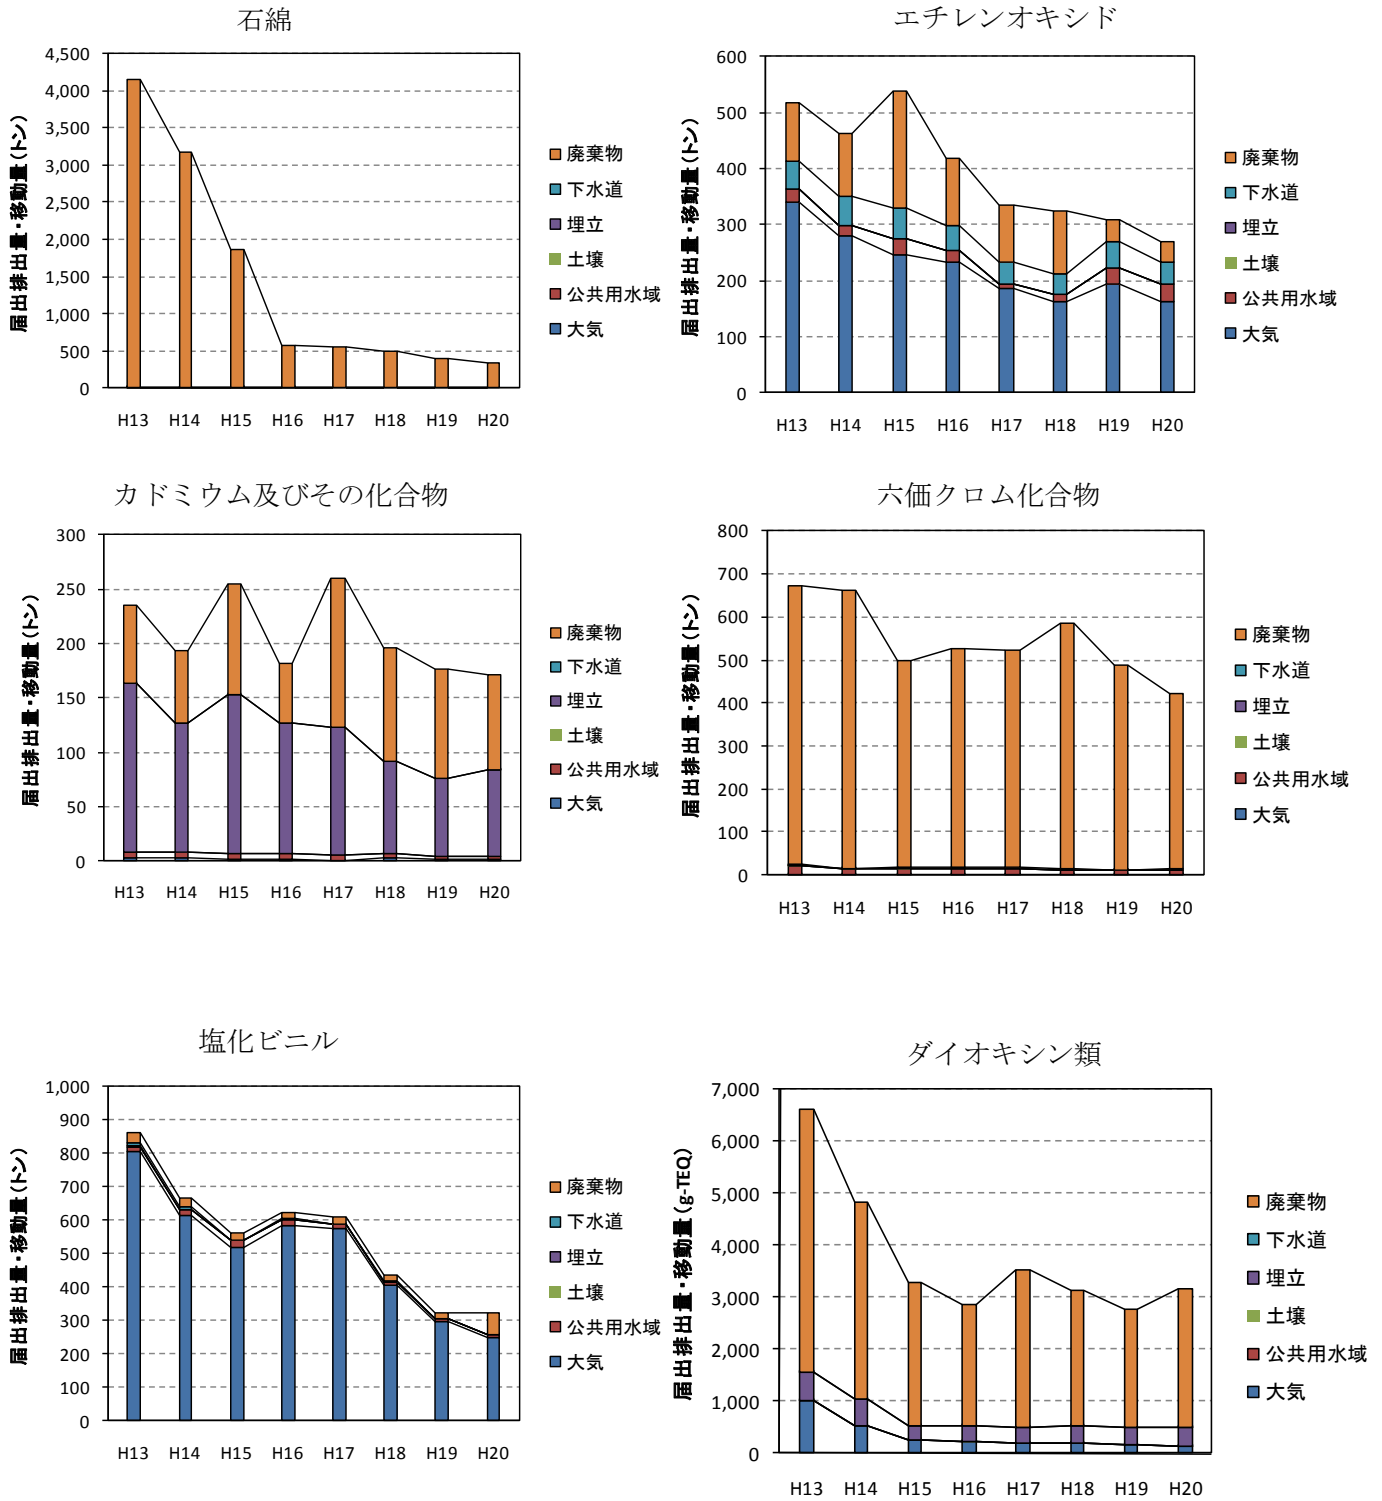 石綿
4,500
4,000
3,500
3,000
2,500
2,000
1,500
1,000
500
0
届出排出量・移動量(トン)
H13 H14 H15 H16 H17 H18 H19 H20
廃棄物
下水道
埋立
土壌
公共用水域
大気
エチレンオキシド
600
500
400
300
200
100
0
届出排出量・移動量(トン)
H13 H14 H15 H16 H17 H18 H19 H20
廃棄物
下水道
埋立
土壌
公共用水域
大気
カドミウム及びその化合物
300
250
200
150
100
50
0
届出排出量・移動量(トン)
H13 H14 H15 H16 H17 H18 H19 H20
廃棄物
下水道
埋立
土壌
公共用水域
大気
六価クロム化合物
800
700
600
500
400
300
200
100
0
届出排出量・移動量(トン)
H13 H14 H15 H16 H17 H18 H19 H20
廃棄物
下水道
埋立
土壌
公共用水域
大気
塩化ビニル
1,000
900
800
700
600
500
400
300
200
100
0
届出排出量・移動量(トン)
H13 H14 H15 H16 H17 H18 H19 H20
廃棄物
下水道
埋立
土壌
公共用水域
大気
ダイオキシン類
7,000
6,000
5,000
4,000
3,000
2,000
1,000
0
届出排出量・移動量(g-TEQ)
H13 H14 H15 H16 H17 H18 H19 H20
廃棄物
下水道
埋立
土壌
公共用水域
大気